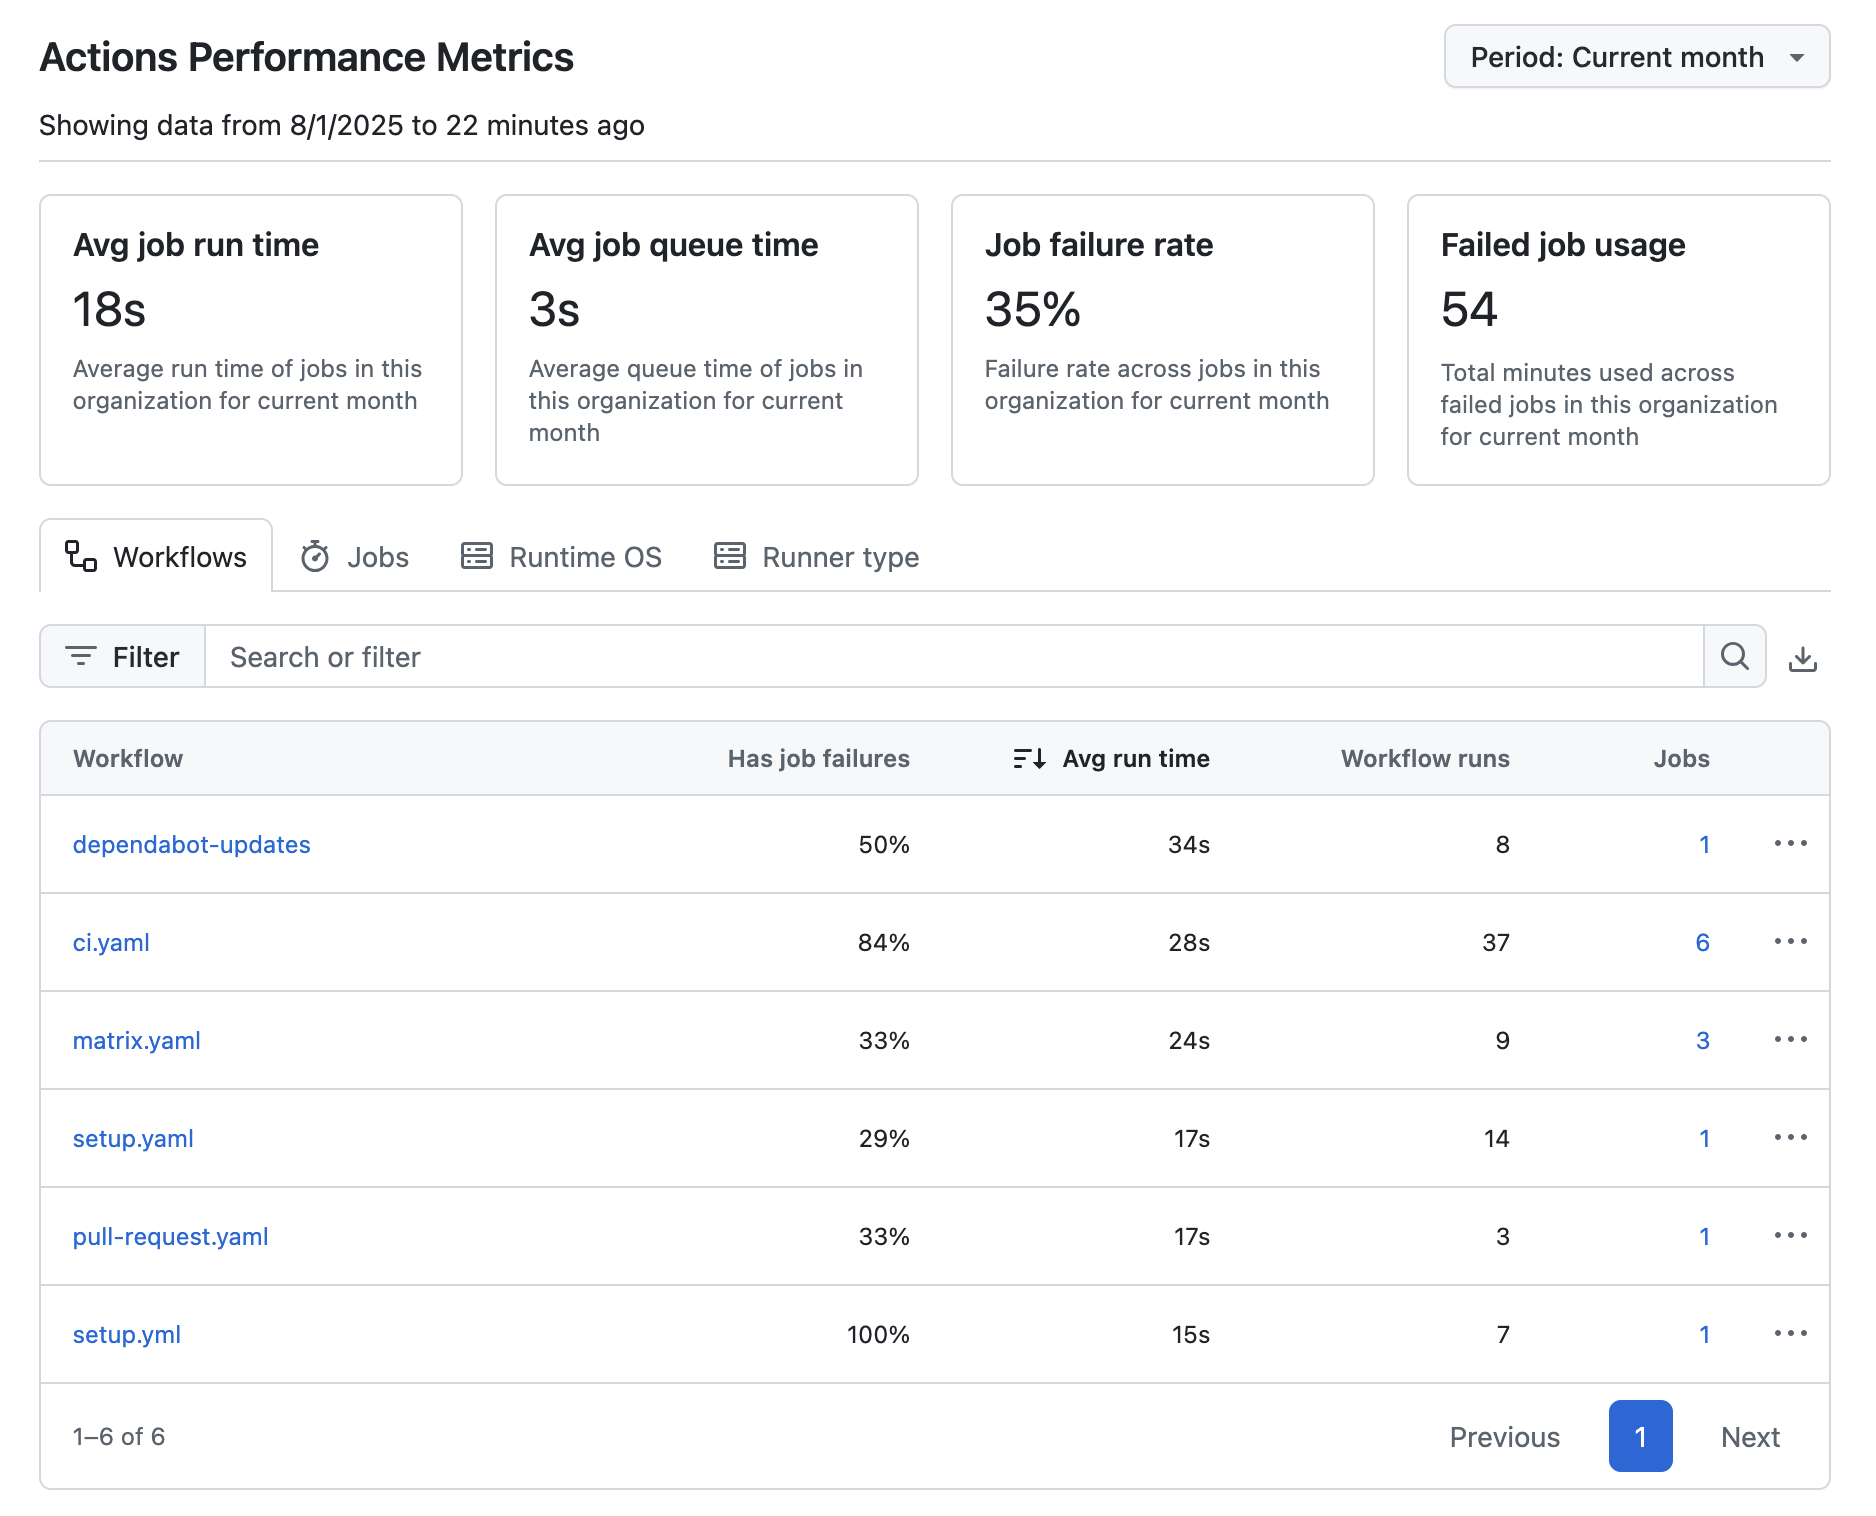 Actions Performance Metrics
Period: Current month
Showing data from 8/1/2025 to 22 minutes ago
Avg job run time
18s
Average run time of jobs in this
organization for current month
Avg job queue time
3s
Average queue time of jobs in
this organization for current
month
Job failure rate
35%
Failure rate across jobs in this
organization for current month
Failed job usage
54
Total minutes used across
failed jobs in this organization
for current month
Workflows Jobs Runtime OS Runner type
Filter Search or filter
Workflow Has job failures Avg run time Workflow runs Jobs
dependabot-updates 50% 34s 8 1
ci.yaml 84% 28s 37 6
matrix.yaml 33% 24s 9 3
setup.yaml 29% 17s 14 1
pull-request.yaml 33% 17s 3 1
setup.yml 100% 15s 7 1
1–6 of 6 Previous 1 Next